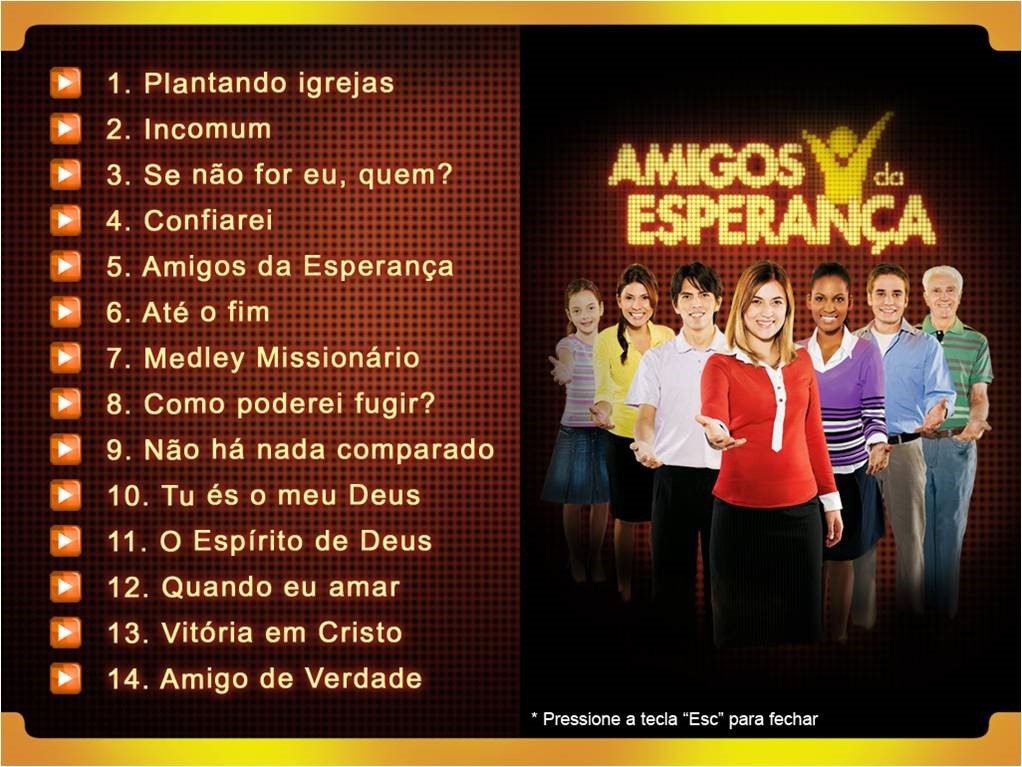 1. Plantando igrejas
2. Incomum
3. Se não for eu, quem?
4. Confiarei
5. Amigos da Esperança
6. Até o fim
7. Medley Missionário
8. Como poderei fugir?
9. Não há nada comparado
10. Tu és o meu Deus
11. O Espírito de Deus
12. Quando eu amar
13. Vitória em Cristo
14. Amigo de Verdade
AMIGOS da
ESPERANÇA
* Pressione a tecla “Esc” para fechar